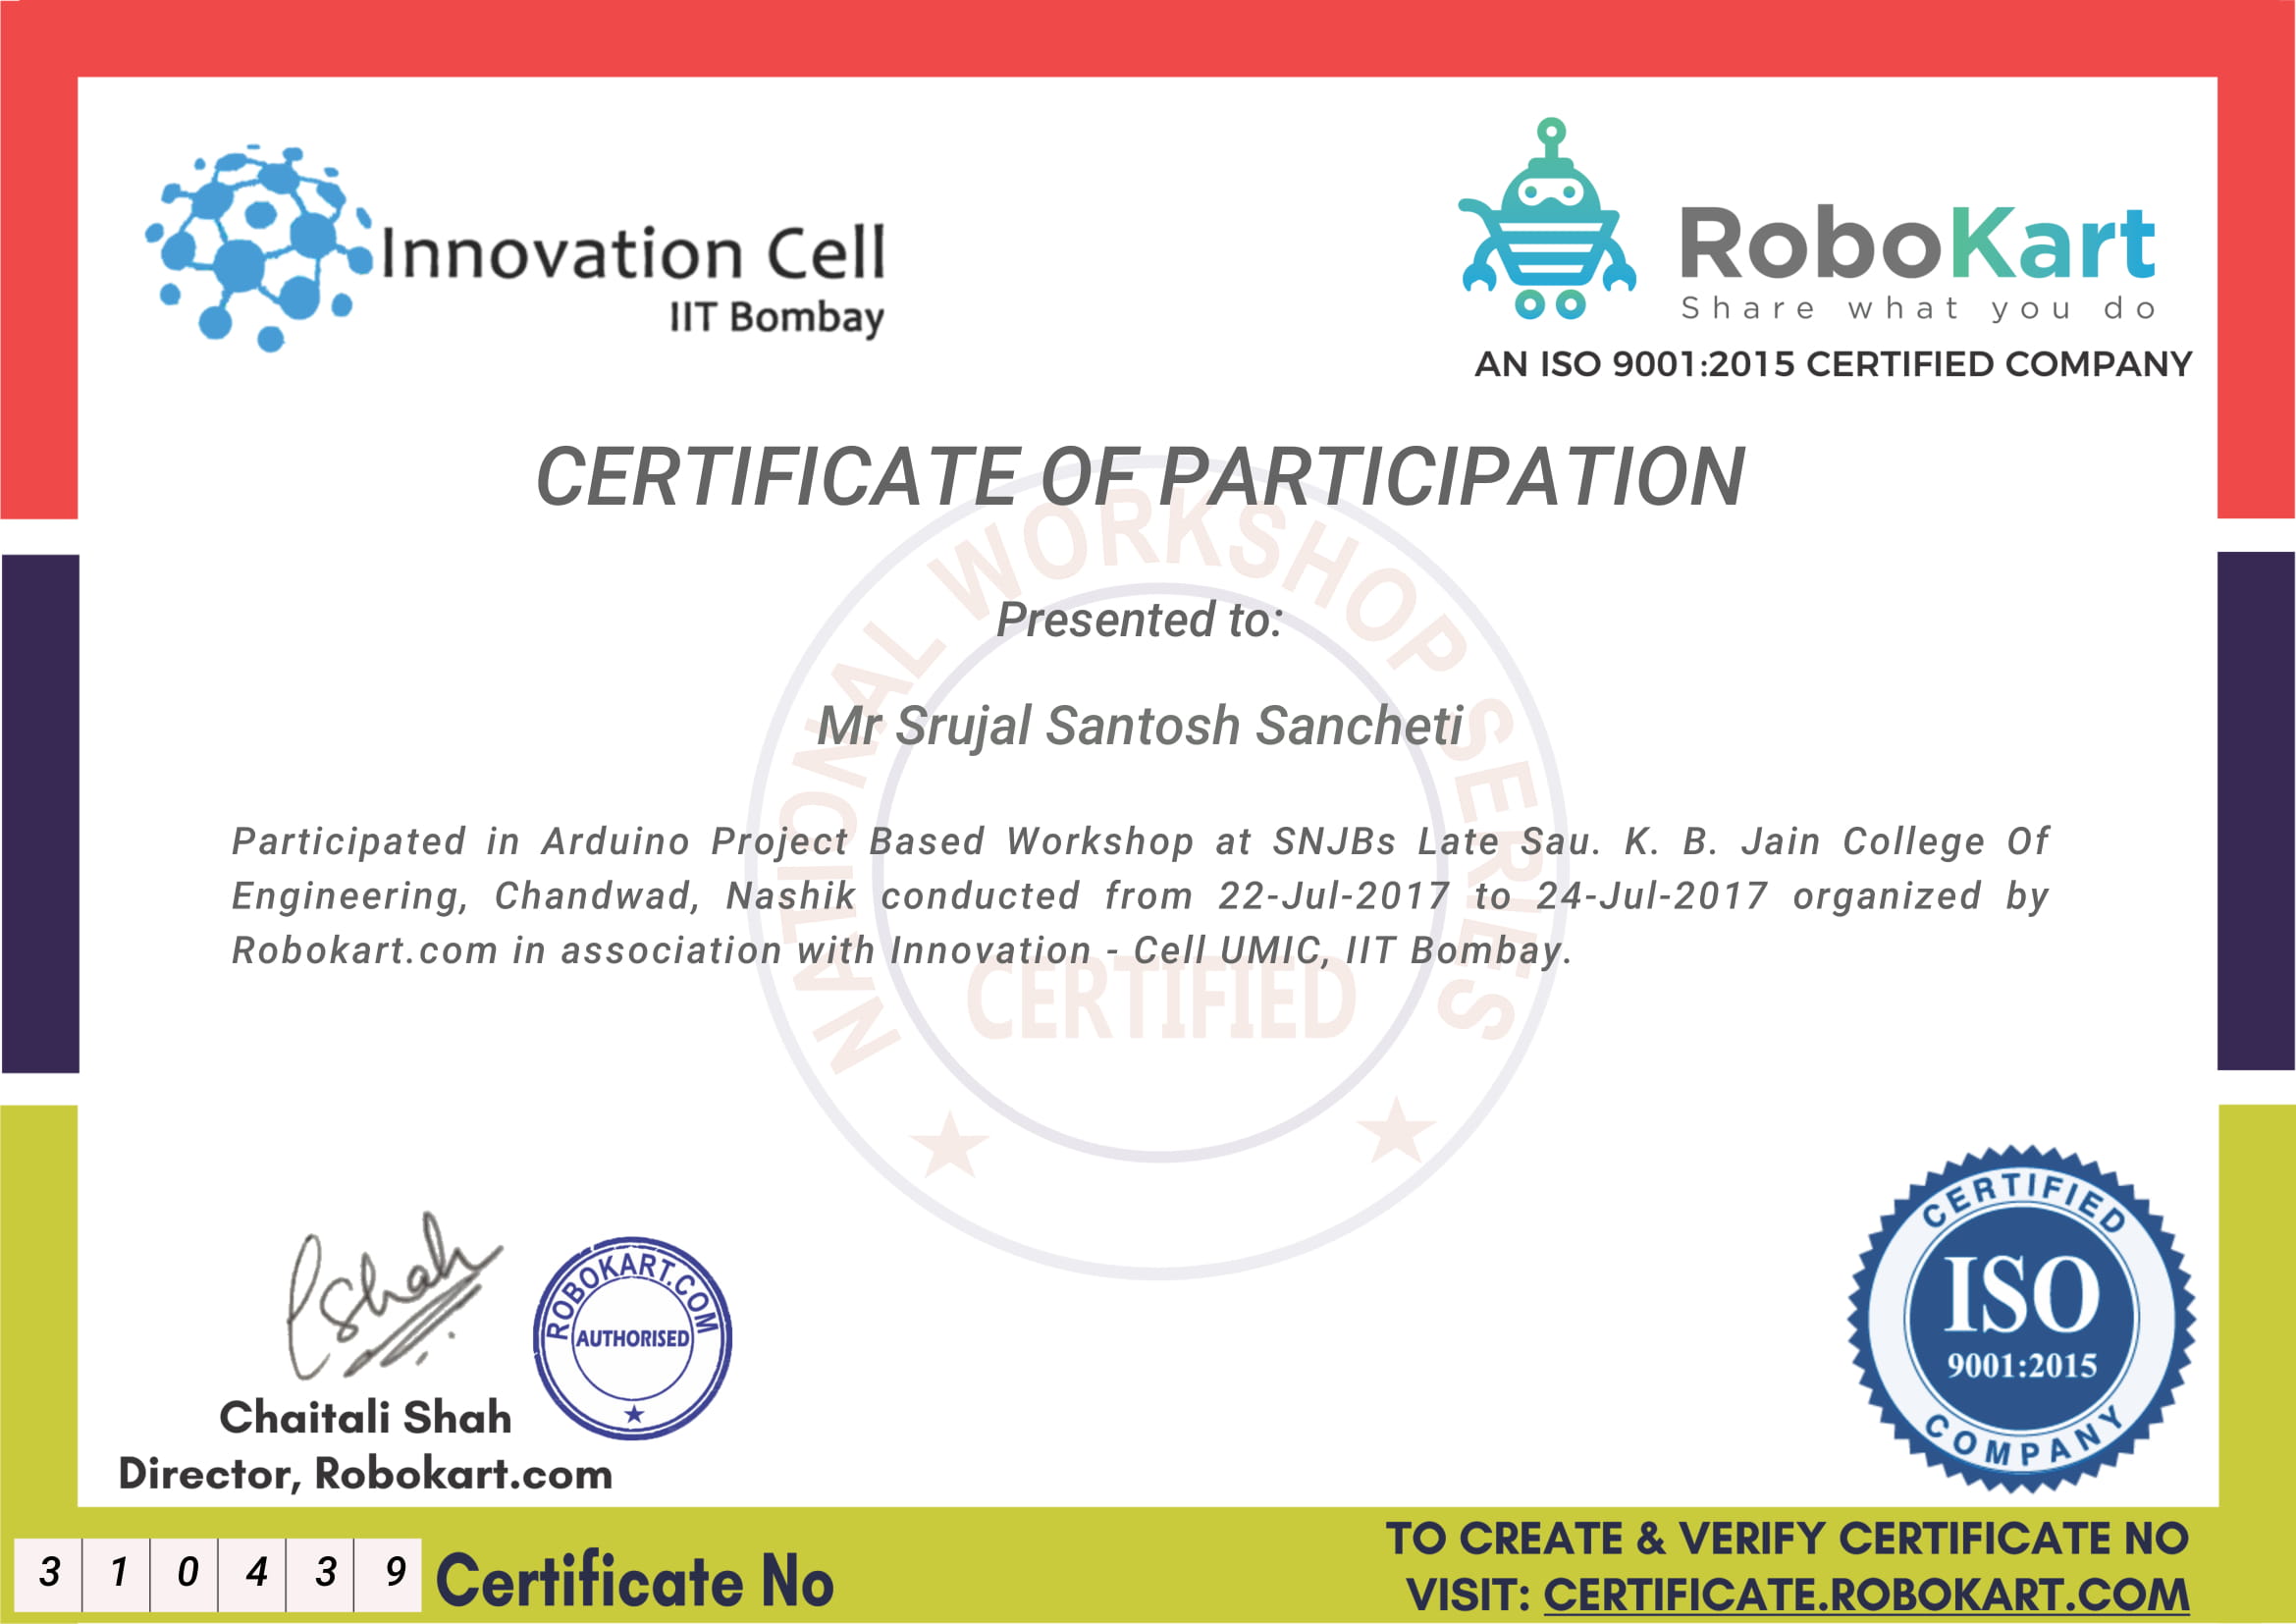 Innovation Cell
IIT Bombay
RoboKart
Share what you do
AN ISO 9001:2015 CERTIFIED COMPANY
CERTIFICATE OF PARTICIPATION
NATIONAL WORKSHOP SERIES
Presented to:
Mr Srujal Santosh Sancheti
Participated in Arduino Project Based Workshop at SNJBs Late Sau. K. B. Jain College Of
Engineering, Chandwad, Nashik conducted from 22-Jul-2017 to 24-Jul-2017 organized by
Robokart.com in association with Innovation - Cell UMIC, IIT Bombay.
CERTIFIED
CShah
Chaitali Shah
Director, Robokart.com
ROBOKART.COM
AUTHORISED
CERTIFIED
ISO
9001:2015
COMPANY
3 1 0 4 3 9 Certificate No
TO CREATE & VERIFY CERTIFICATE NO
VISIT: CERTIFICATE.ROBOKART.COM